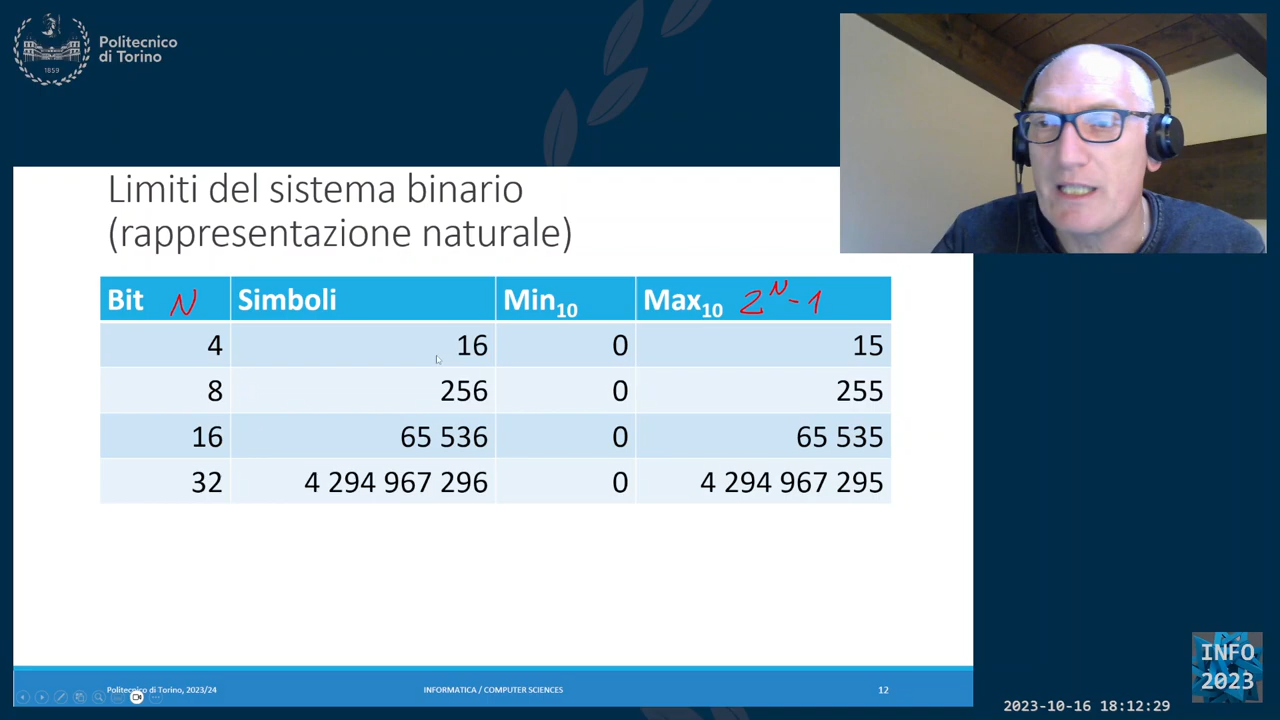 Politecnico
di Torino
1859
Limiti del sistema binario
(rappresentazione naturale)
Bit N Simboli Min10 Max10 2^N-1
4 16 0 15
8 256 0 255
16 65 536 0 65 535
32 4 294 967 296 0 4 294 967 295
Politecnico di Torino, 2023/24 INFORMATICA / COMPUTER SCIENCES 12
INFO
2023
2023-10-16 18:12:29